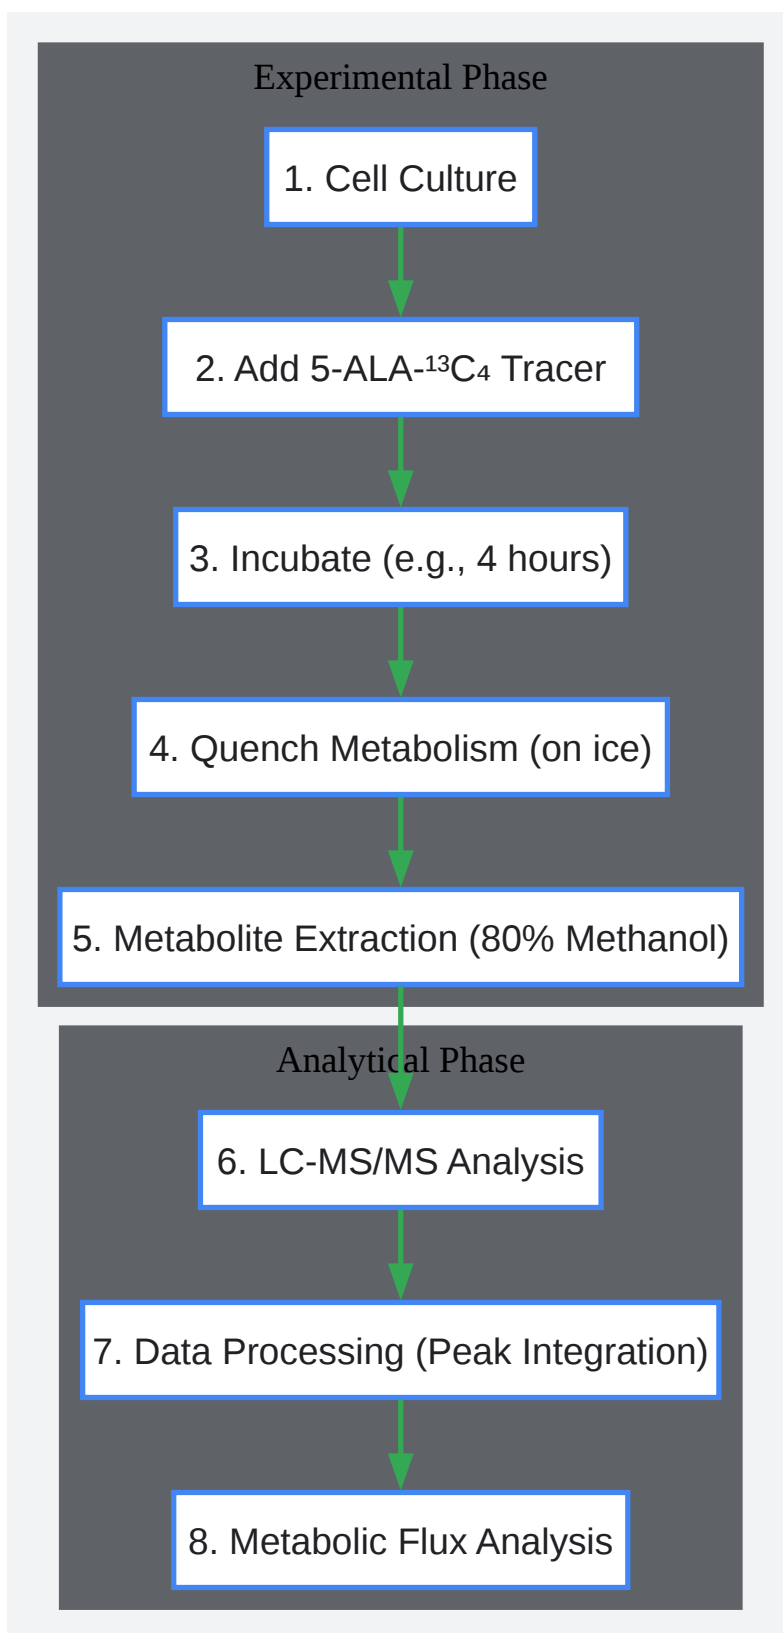 Experimental Phase
1. Cell Culture
2. Add 5-ALA-¹³C₄ Tracer
3. Incubate (e.g., 4 hours)
4. Quench Metabolism (on ice)
5. Metabolite Extraction (80% Methanol)
Analytical Phase
6. LC-MS/MS Analysis
7. Data Processing (Peak Integration)
8. Metabolic Flux Analysis